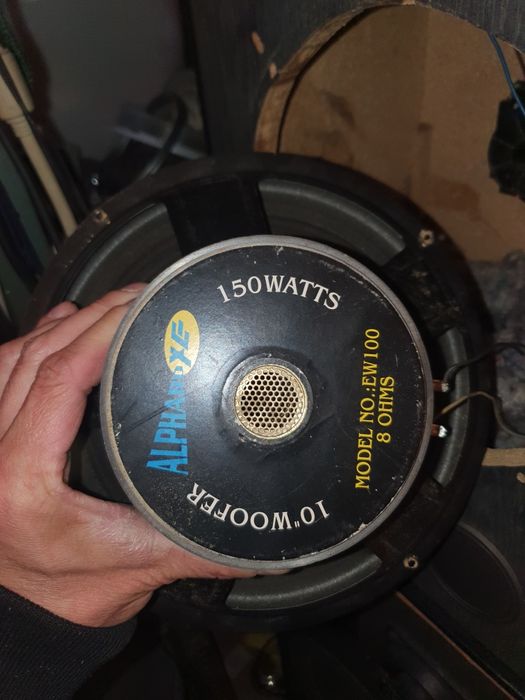 150WATTS
ALPHARD XE
MODEL NO.:EW100
8 OHMS
10" WOOFER